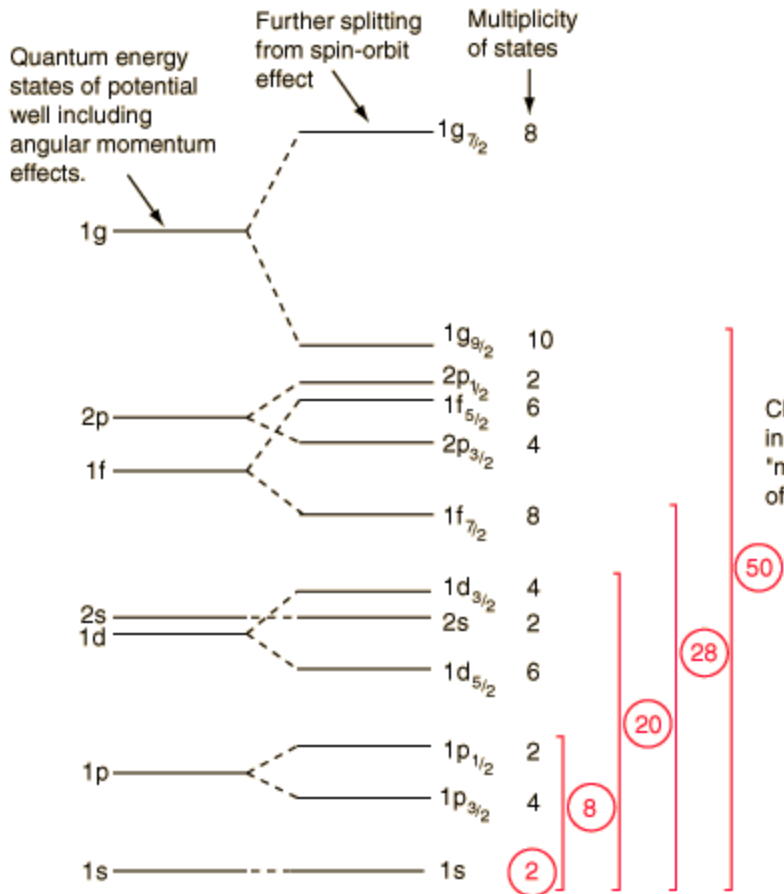 Quantum energy
states of potential
well including
angular momentum
effects.
Further splitting
from spin-orbit
effect
Multiplicity
of states
1g
1g7/2 8
1g9/2 10
2p
2p1/2 2
1f5/2 6
2p3/2 4
1f
1f7/2 8
1d3/2 4
2s
2s 2
1d
1d5/2 6
1p
1p1/2 2
1p3/2 4
1s
1s
2
8
20
28
50
in
of